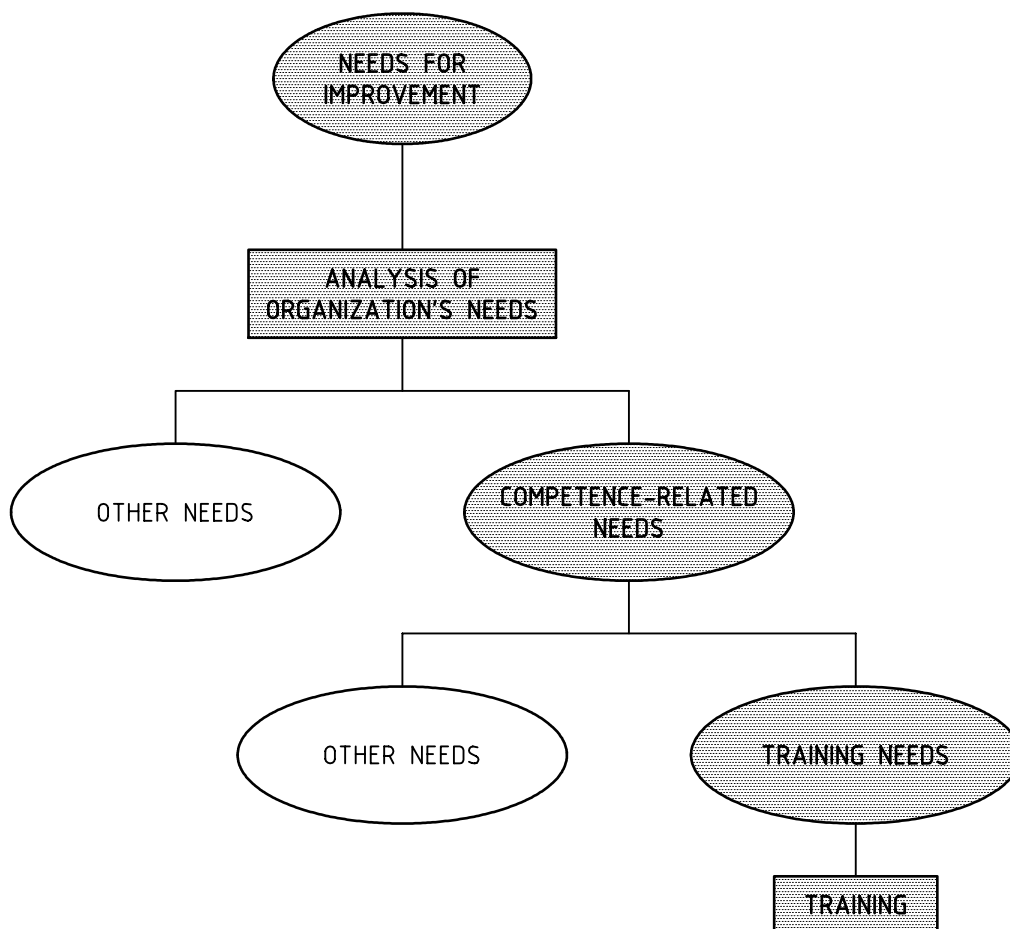 NEEDS FOR
IMPROVEMENT
ANALYSIS OF
ORGANIZATION'S NEEDS
OTHER NEEDS
COMPETENCE-RELATED
NEEDS
OTHER NEEDS
TRAINING NEEDS
TRAINING